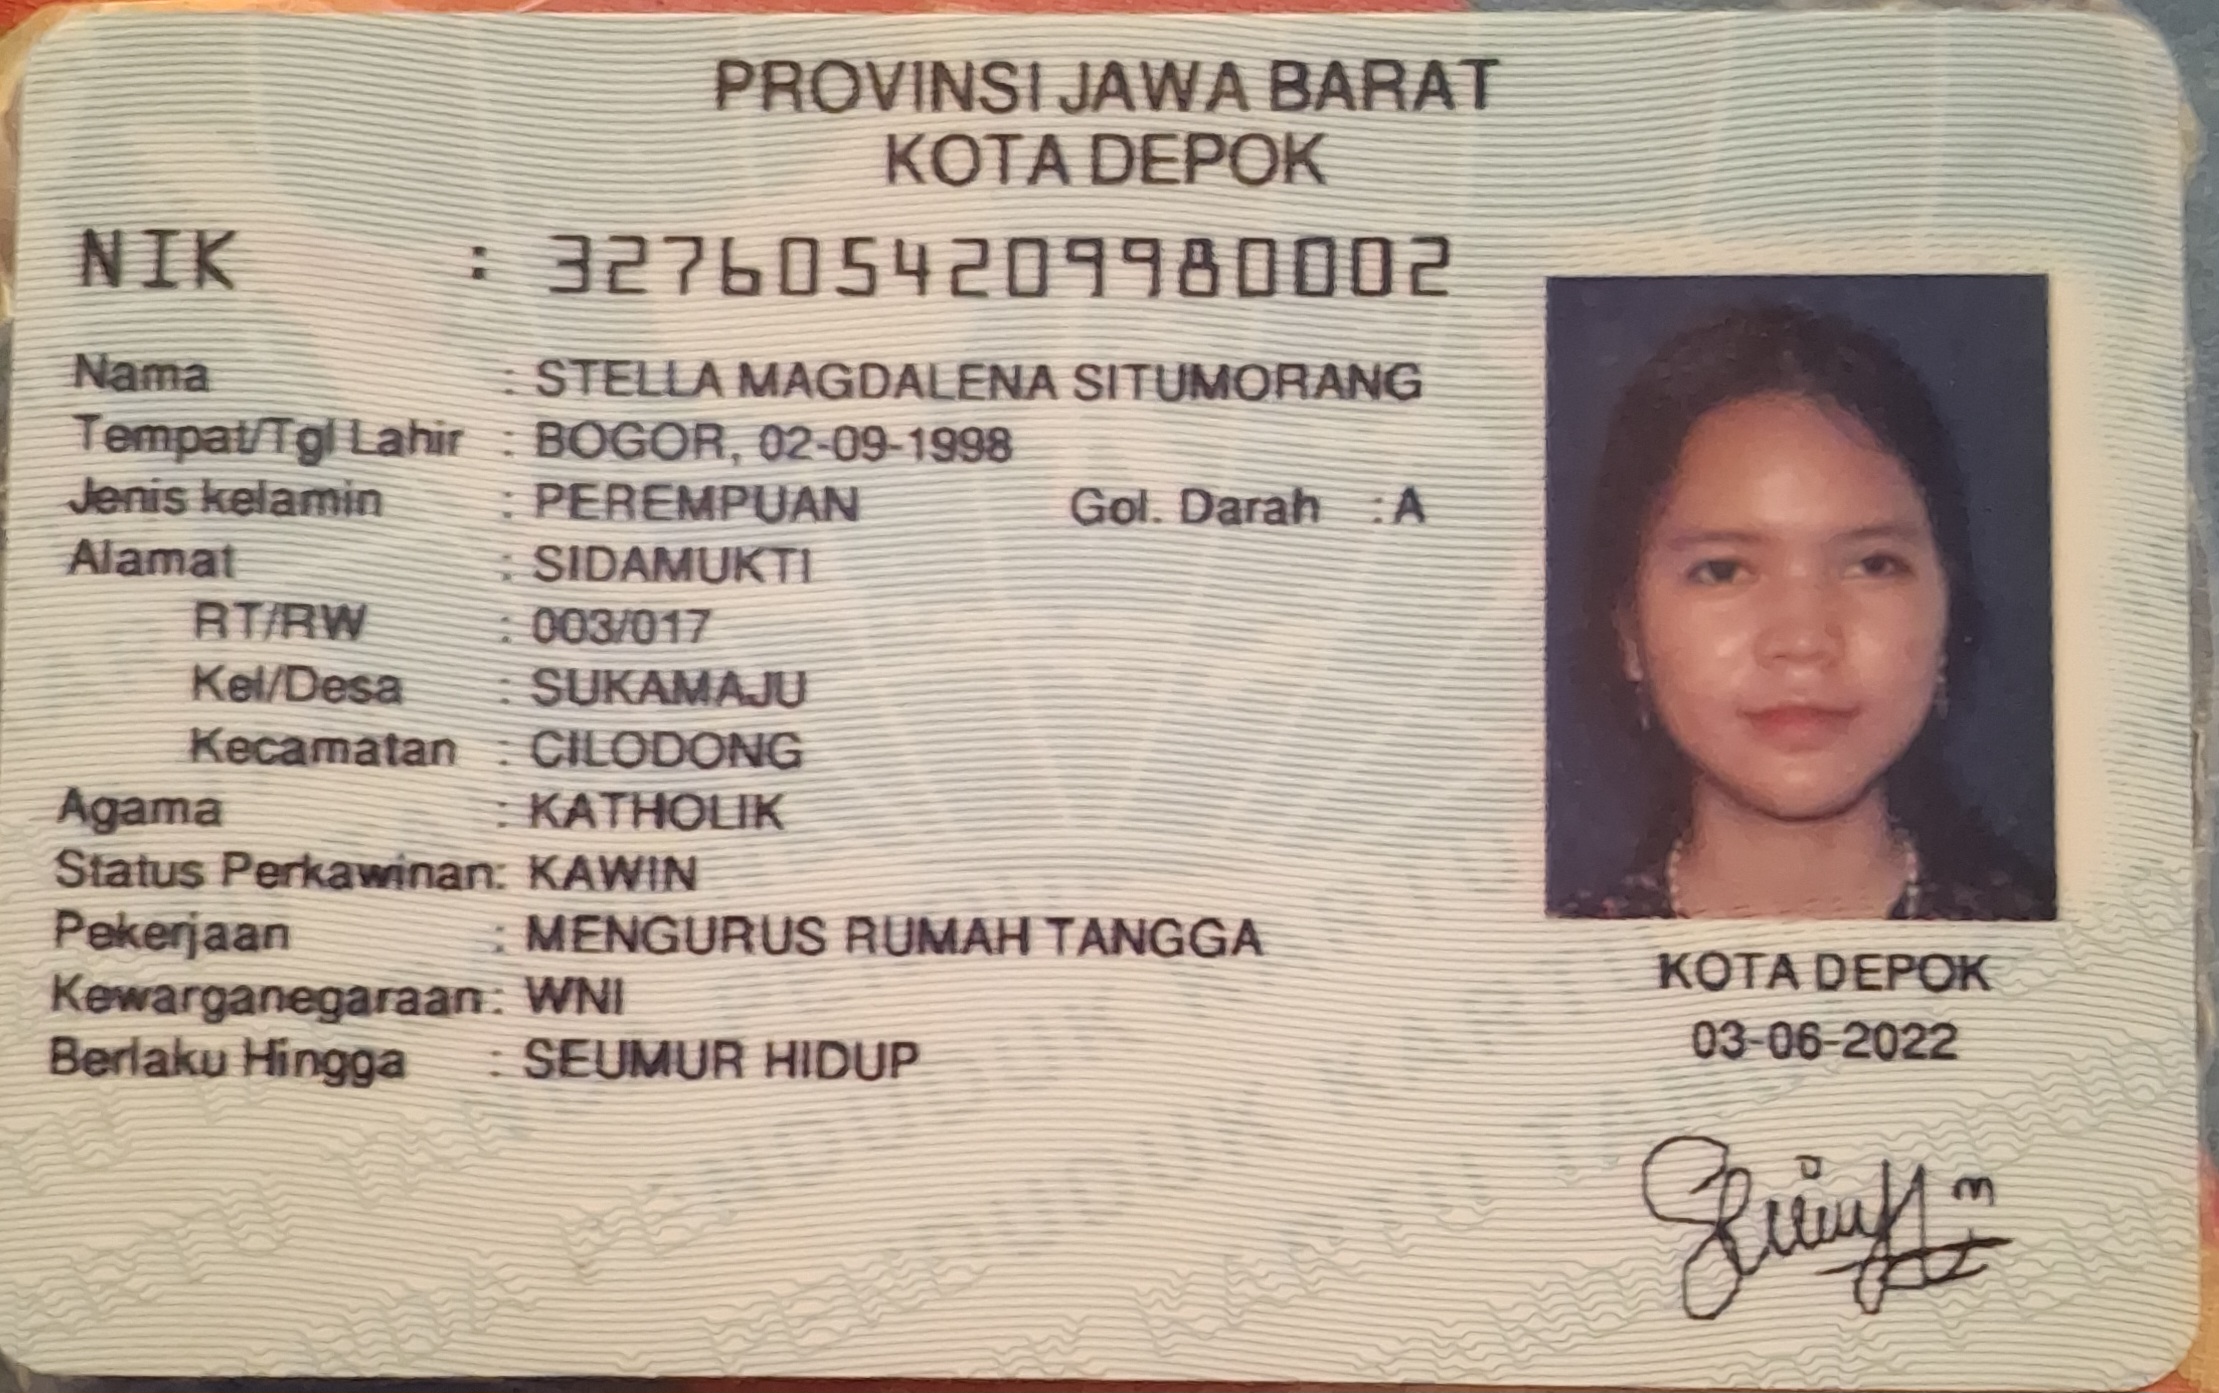 PROVINSI JAWA BARAT
KOTA DEPOK
NIK : 3276054209980002
Nama : STELLA MAGDALENA SITUMORANG
Tempat/Tgl Lahir : BOGOR, 02-09-1998
Jenis kelamin : PEREMPUAN Gol. Darah : A
Alamat : SIDAMUKTI
RT/RW : 003/017
Kel/Desa : SUKAMAJU
Kecamatan : CILODONG
Agama : KATHOLIK
Status Perkawinan: KAWIN
Pekerjaan : MENGURUS RUMAH TANGGA
Kewarganegaraan: WNI
Berlaku Hingga : SEUMUR HIDUP
KOTA DEPOK
03-06-2022